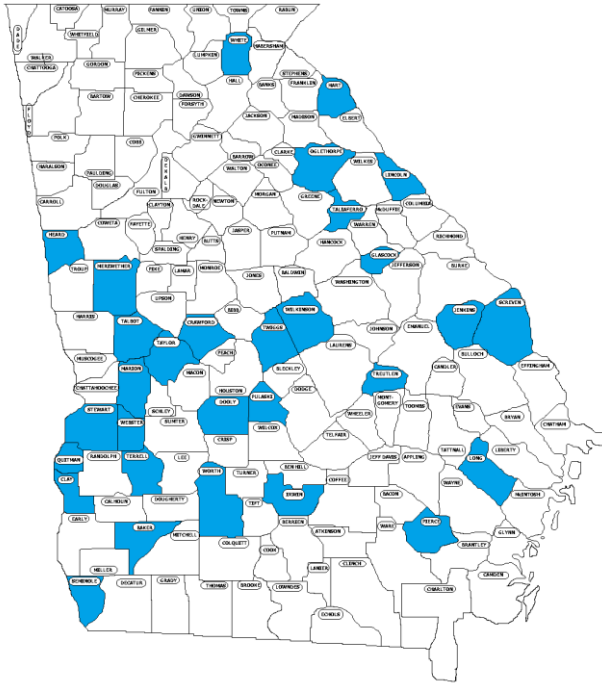 CATOOSA
MURRAY
FANNIN
UNION
TOWNS
RABUN
DADE
WHITFIELD
GILMER
WHITE
HABERSHAM
WALKER
LUMPKIN
CHATTOOGA
GORDON
PICKENS
HALL
BANKS
STEPHENS
FRANKLIN
HART
DAWSON
BARTOW
CHEROKEE
FORSYTH
FLOYD
JACKSON
MADISON
ELBERT
POLK
COBB
GWINNETT
CLARKE
OGLETHORPE
BARROW
OCONEE
WILKES
HARALSON
PAULDING
DEKALB
WALTON
LINCOLN
DOUGLAS
FULTON
MORGAN
GREENE
CARROLL
CLAYTON
ROCK-
DALE
NEWTON
TALIAFERRO
McDUFFIE
COLUMBIA
COWETA
FAYETTE
WARREN
HEARD
HENRY
BUTTS
JASPER
PUTNAM
RICHMOND
SPALDING
HANCOCK
GLASCOCK
TROUP
MERIWETHER
PIKE
LAMAR
MONROE
JONES
BALDWIN
JEFFERSON
BURKE
WASHINGTON
UPSON
HARRIS
TALBOT
CRAWFORD
BIBB
WILKINSON
JENKINS
SCREVEN
TWIGGS
JOHNSON
EMANUEL
TAYLOR
PEACH
LAURENS
MUSCOGEE
BULLOCH
MARION
MACON
BLECKLEY
TREUTLEN
CANDLER
EFFINGHAM
CHATTAHOOCHEE
HOUSTON
PULASKI
DODGE
DOOLY
MONT-
GOMERY
TOOMBS
EVANS
STEWART
SCHLEY
WHEELER
BRYAN
WEBSTER
SUMTER
WILCOX
CHATHAM
CRISP
TELFAIR
QUITMAN
RANDOLPH
TERRELL
LEE
JEFF DAVIS
APPLING
TATTNALL
LIBERTY
LONG
WORTH
TURNER
BEN HILL
CLAY
COFFEE
WAYNE
CALHOUN
DOUGHERTY
TIFT
IRWIN
BACON
McINTOSH
EARLY
BAKER
MITCHELL
BERRIEN
ATKINSON
WARE
PIERCE
GLYNN
COLQUITT
BRANTLEY
COOK
MILLER
LANIER
CLINCH
SEMINOLE
DECATUR
GRADY
THOMAS
BROOKS
LOWNDES
CHARLTON
CAMDEN
ECHOLS